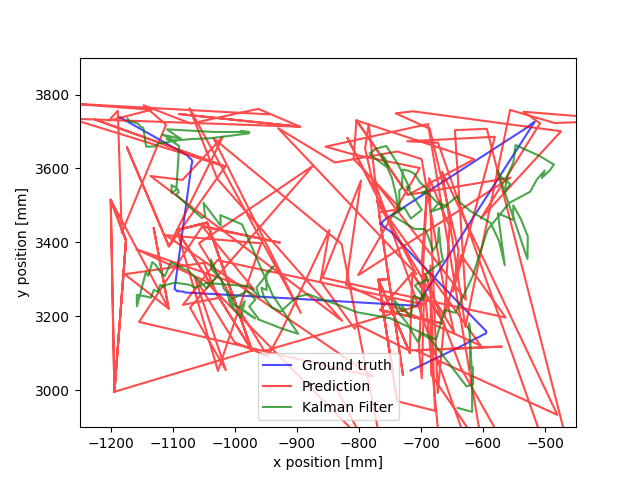 3800
3600
3400
3200
3000
y position [mm]
Ground truth
Prediction
Kalman Filter
−1200 −1100 −1000 −900 −800 −700 −600 −500
x position [mm]